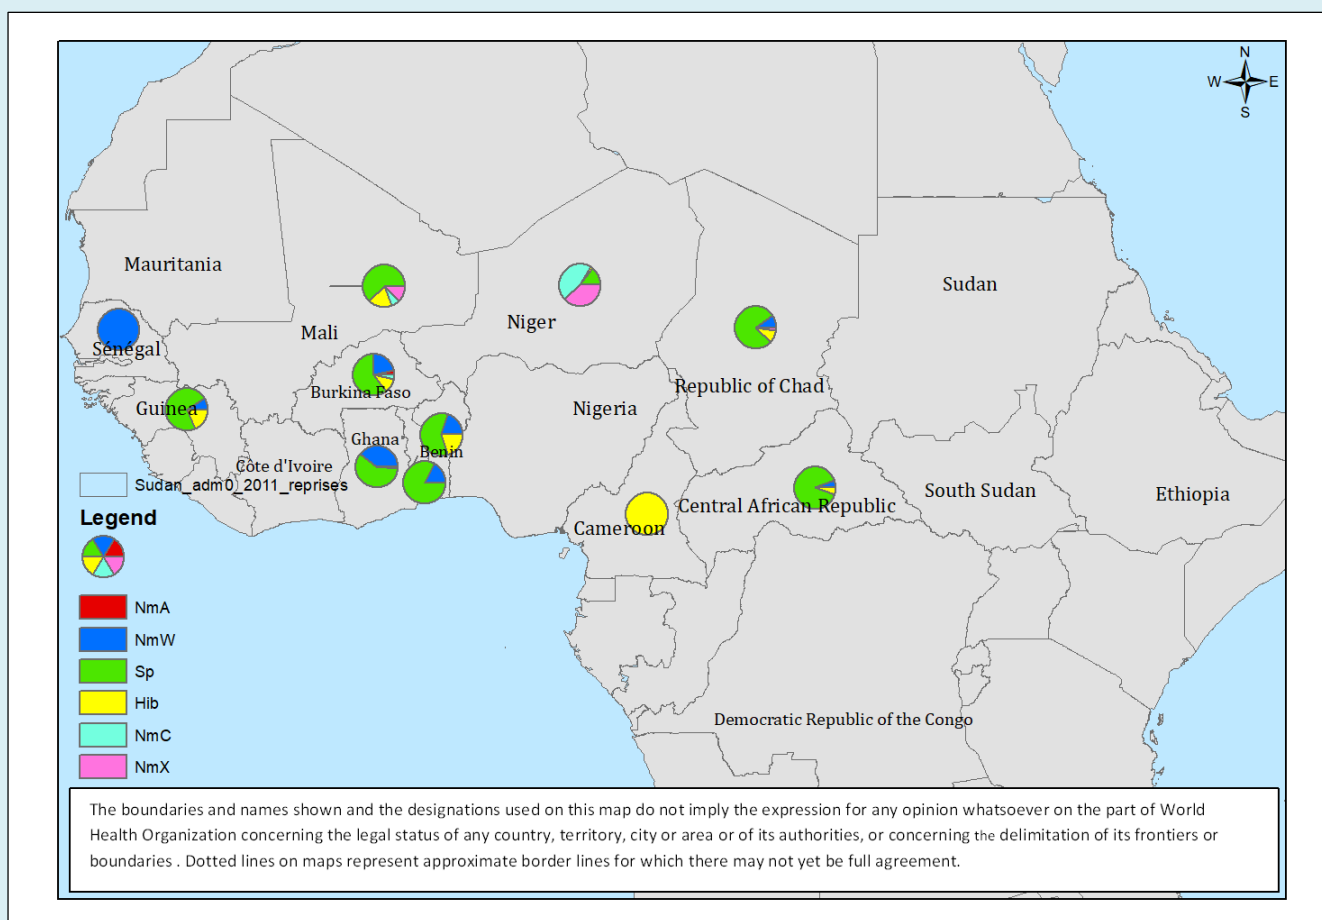 N
W E
S
Mauritania
Sudan
Niger
Mali
Sénégal
Republic of Chad
Burkina Faso
Guinea
Nigeria
Ghana
Benin
Côte d'Ivoire
Sudan_adm0_2011_reprises
South Sudan
Ethiopia
Central African Republic
Legend
Cameroon
NmA
NmW
Sp
Hib
NmC
NmX
Democratic Republic of the Congo
The boundaries and names shown and the designations used on this map do not imply the expression for any opinion whatsoever on the part of World
Health Organization concerning the legal status of any country, territory, city or area or of its authorities, or concerning the delimitation of its frontiers or
boundaries . Dotted lines on maps represent approximate border lines for which there may not yet be full agreement.